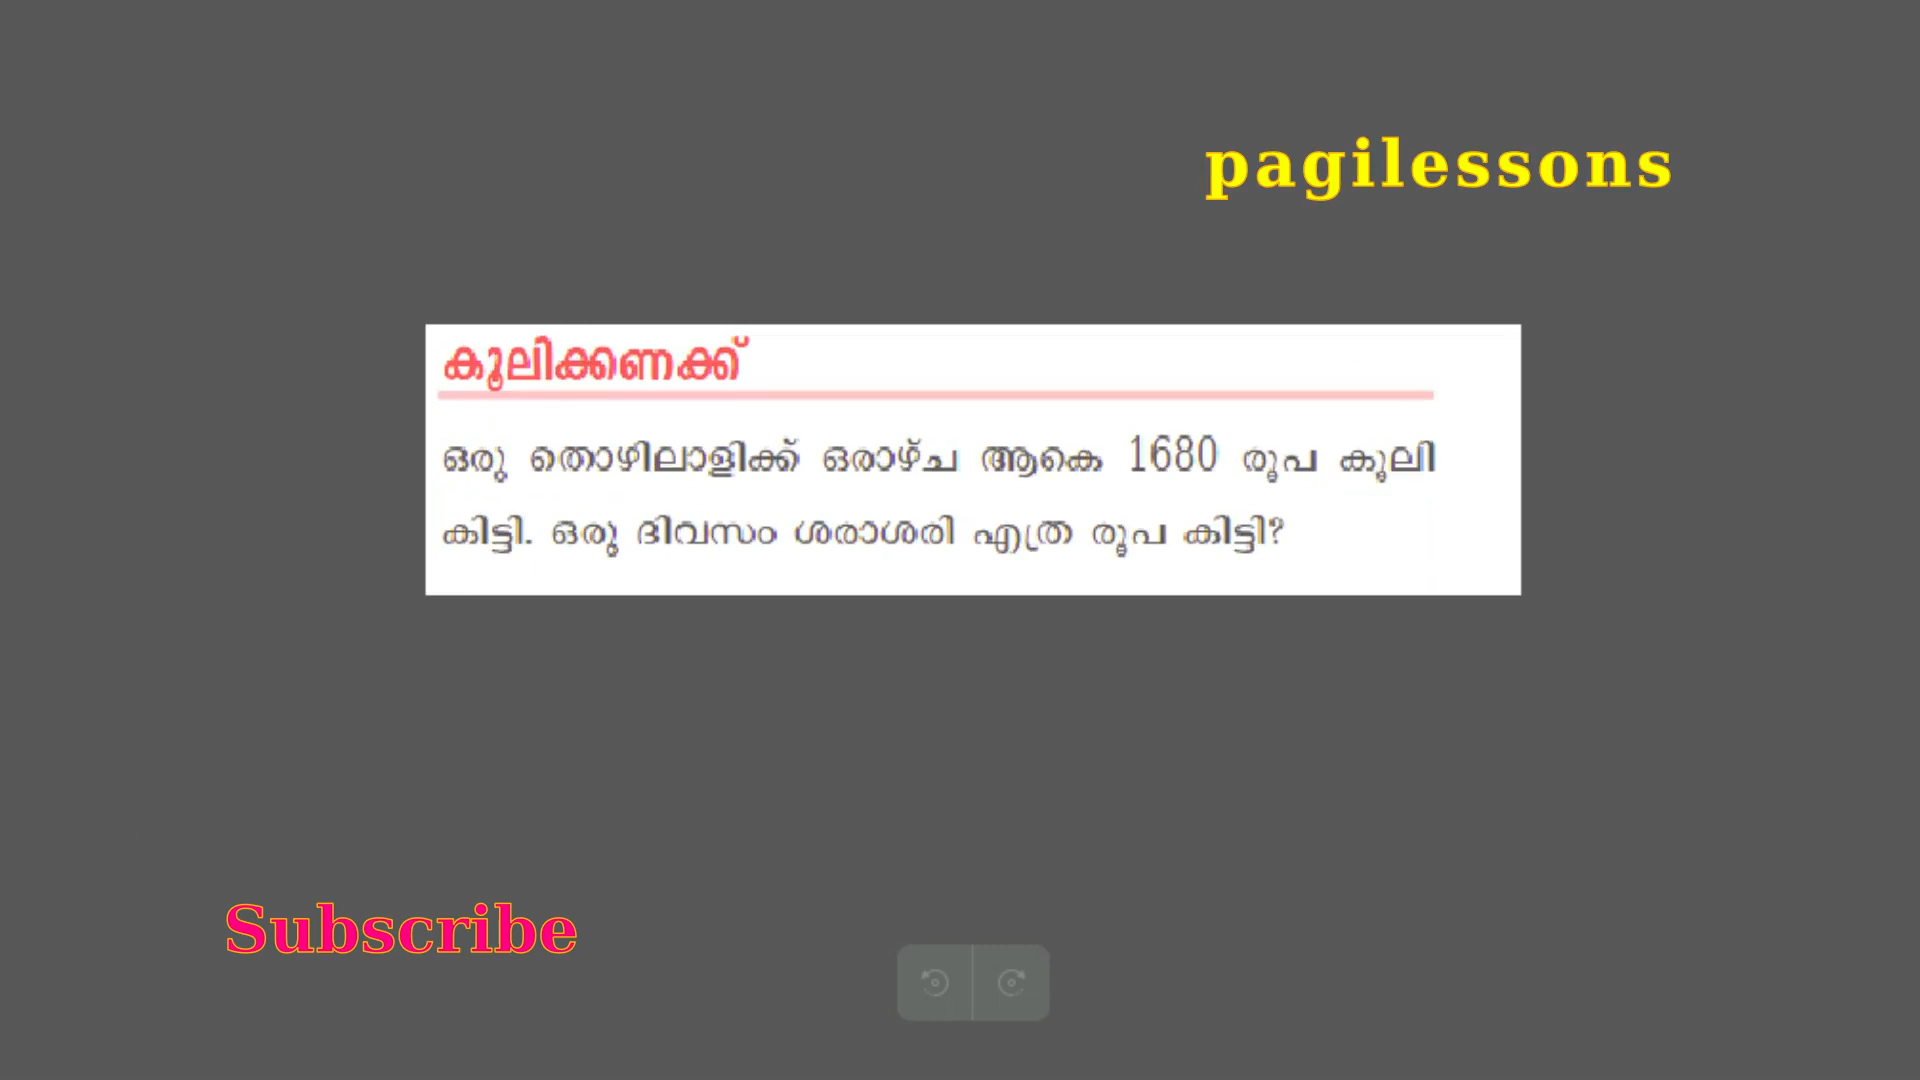 pagilessons
കൂലിക്കണക്ക്
ഒരു തൊഴിലാളിക്ക് ഒരാഴ്ച ആകെ 1680 രൂപ കൂലി
കിട്ടി. ഒരു ദിവസം ശരാശരി എത്ര രൂപ കിട്ടി?
Subscribe